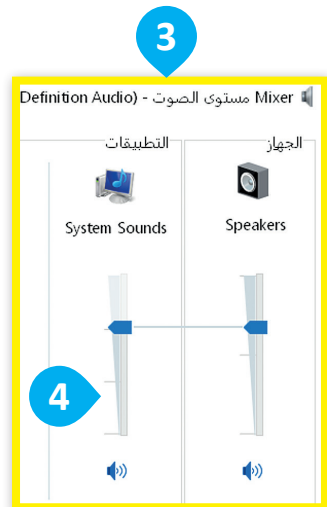 3
Mixer مستوى الصوت - (Definition Audio
الجهاز
التطبيقات
Speakers
System Sounds
4